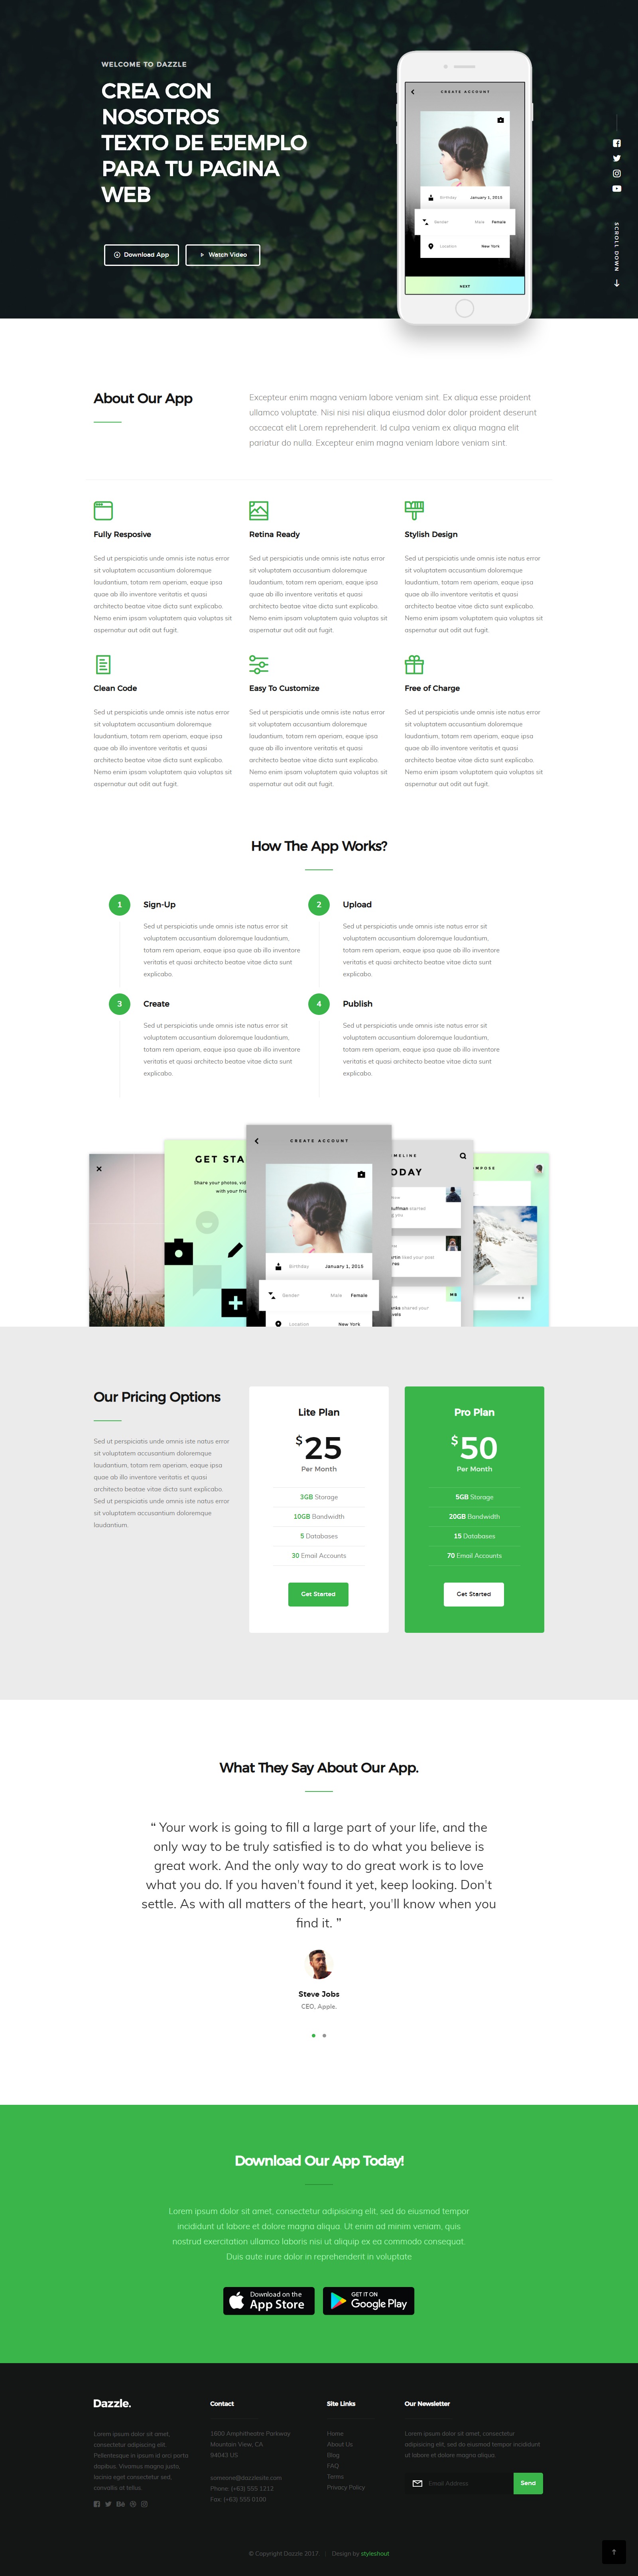 WELCOME TO DAZZLE
CREA CON
NOSOTROS
TEXTO DE EJEMPLO
PARA TU PAGINA
WEB
Download App
Watch Video
CREATE ACCOUNT
Birthday January 1, 2015
Gender Male Female
Location New York
NEXT
SCROLL DOWN
About Our App
Excepteur enim magna veniam labore veniam sint. Ex aliqua esse proident
ullamco voluptate. Nisi nisi nisi aliqua eiusmod dolor dolor proident deserunt
occaecat elit Lorem reprehenderit. Id culpa veniam ex aliqua magna elit
pariatur do nulla. Excepteur enim magna veniam labore veniam sint.
Fully Resposive
Sed ut perspiciatis unde omnis iste natus error
sit voluptatem accusantium doloremque
laudantium, totam rem aperiam, eaque ipsa
quae ab illo inventore veritatis et quasi
architecto beatae vitae dicta sunt explicabo.
Nemo enim ipsam voluptatem quia voluptas sit
aspernatur aut odit aut fugit.
Retina Ready
Sed ut perspiciatis unde omnis iste natus error
sit voluptatem accusantium doloremque
laudantium, totam rem aperiam, eaque ipsa
quae ab illo inventore veritatis et quasi
architecto beatae vitae dicta sunt explicabo.
Nemo enim ipsam voluptatem quia voluptas sit
aspernatur aut odit aut fugit.
Stylish Design
Sed ut perspiciatis unde omnis iste natus error
sit voluptatem accusantium doloremque
laudantium, totam rem aperiam, eaque ipsa
quae ab illo inventore veritatis et quasi
architecto beatae vitae dicta sunt explicabo.
Nemo enim ipsam voluptatem quia voluptas sit
aspernatur aut odit aut fugit.
Clean Code
Sed ut perspiciatis unde omnis iste natus error
sit voluptatem accusantium doloremque
laudantium, totam rem aperiam, eaque ipsa
quae ab illo inventore veritatis et quasi
architecto beatae vitae dicta sunt explicabo.
Nemo enim ipsam voluptatem quia voluptas sit
aspernatur aut odit aut fugit.
Easy To Customize
Sed ut perspiciatis unde omnis iste natus error
sit voluptatem accusantium doloremque
laudantium, totam rem aperiam, eaque ipsa
quae ab illo inventore veritatis et quasi
architecto beatae vitae dicta sunt explicabo.
Nemo enim ipsam voluptatem quia voluptas sit
aspernatur aut odit aut fugit.
Free of Charge
Sed ut perspiciatis unde omnis iste natus error
sit voluptatem accusantium doloremque
laudantium, totam rem aperiam, eaque ipsa
quae ab illo inventore veritatis et quasi
architecto beatae vitae dicta sunt explicabo.
Nemo enim ipsam voluptatem quia voluptas sit
aspernatur aut odit aut fugit.
How The App Works?
1
Sign-Up
Sed ut perspiciatis unde omnis iste natus error sit
voluptatem accusantium doloremque laudantium,
totam rem aperiam, eaque ipsa quae ab illo inventore
veritatis et quasi architecto beatae vitae dicta sunt
explicabo.
2
Upload
Sed ut perspiciatis unde omnis iste natus error sit
voluptatem accusantium doloremque laudantium,
totam rem aperiam, eaque ipsa quae ab illo inventore
veritatis et quasi architecto beatae vitae dicta sunt
explicabo.
3
Create
Sed ut perspiciatis unde omnis iste natus error sit
voluptatem accusantium doloremque laudantium,
totam rem aperiam, eaque ipsa quae ab illo inventore
veritatis et quasi architecto beatae vitae dicta sunt
explicabo.
4
Publish
Sed ut perspiciatis unde omnis iste natus error sit
voluptatem accusantium doloremque laudantium,
totam rem aperiam, eaque ipsa quae ab illo inventore
veritatis et quasi architecto beatae vitae dicta sunt
explicabo.
GET STA
Share your photos, vid
with your frie
CREATE ACCOUNT
Birthday January 1, 2015
Gender Male Female
Location New York
MELINE
ODAY
uffman started
artin liked your post
anks shared your
MB
MPOSE
Our Pricing Options
Sed ut perspiciatis unde omnis iste natus error
sit voluptatem accusantium doloremque
laudantium, totam rem aperiam, eaque ipsa
quae ab illo inventore veritatis et quasi
architecto beatae vitae dicta sunt explicabo.
Sed ut perspiciatis unde omnis iste natus error
sit voluptatem accusantium doloremque
laudantium.
Lite Plan
$25
Per Month
3GB Storage
10GB Bandwidth
5 Databases
30 Email Accounts
Get Started
Pro Plan
$50
Per Month
5GB Storage
20GB Bandwidth
15 Databases
70 Email Accounts
Get Started
What They Say About Our App.
“ Your work is going to fill a large part of your life, and the
only way to be truly satisfied is to do what you believe is
great work. And the only way to do great work is to love
what you do. If you haven't found it yet, keep looking. Don't
settle. As with all matters of the heart, you'll know when you
find it. ”
Steve Jobs
CEO, Apple.
Download Our App Today!
Lorem ipsum dolor sit amet, consectetur adipisicing elit, sed do eiusmod tempor
incididunt ut labore et dolore magna aliqua. Ut enim ad minim veniam, quis
nostrud exercitation ullamco laboris nisi ut aliquip ex ea commodo consequat.
Duis aute irure dolor in reprehenderit in voluptate
Download on the
App Store
GET IT ON
Google Play
Dazzle.
Lorem ipsum dolor sit amet,
consectetur adipiscing elit.
Pellentesque in ipsum id orci porta
dapibus. Vivamus magna justo,
lacinia eget consectetur sed,
convallis at tellus.
Contact
1600 Amphitheatre Parkway
Mountain View, CA
94043 US
someone@dazzlesite.com
Phone: (+63) 555 1212
Fax: (+63) 555 0100
Site Links
Home
About Us
Blog
FAQ
Terms
Privacy Policy
Our Newsletter
Lorem ipsum dolor sit amet, consectetur
adipisicing elit, sed do eiusmod tempor incididunt
ut labore et dolore magna aliqua
Email Address
Send
© Copyright Dazzle 2017 Design by styleshout